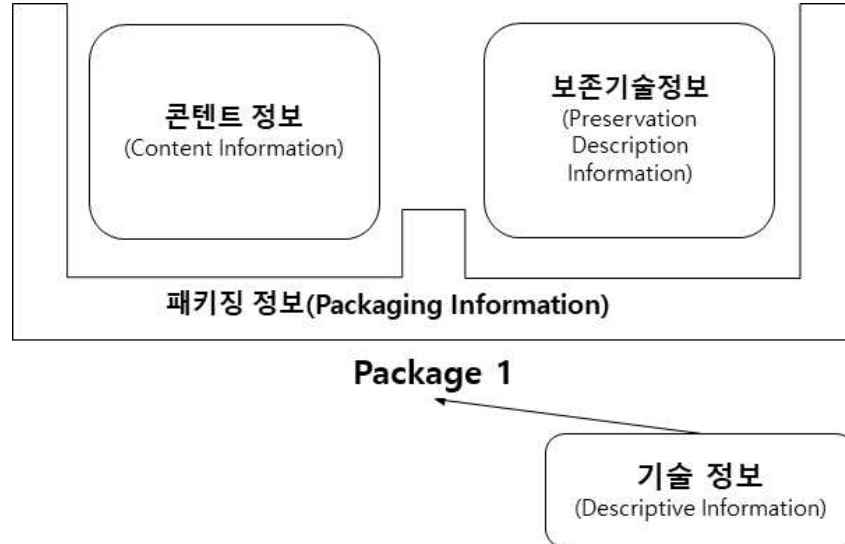 콘텐트 정보
(Content Information)
보존기술정보
(Preservation
Description
Information)
패키징 정보(Packaging Information)
Package 1
기술 정보
(Descriptive Information)